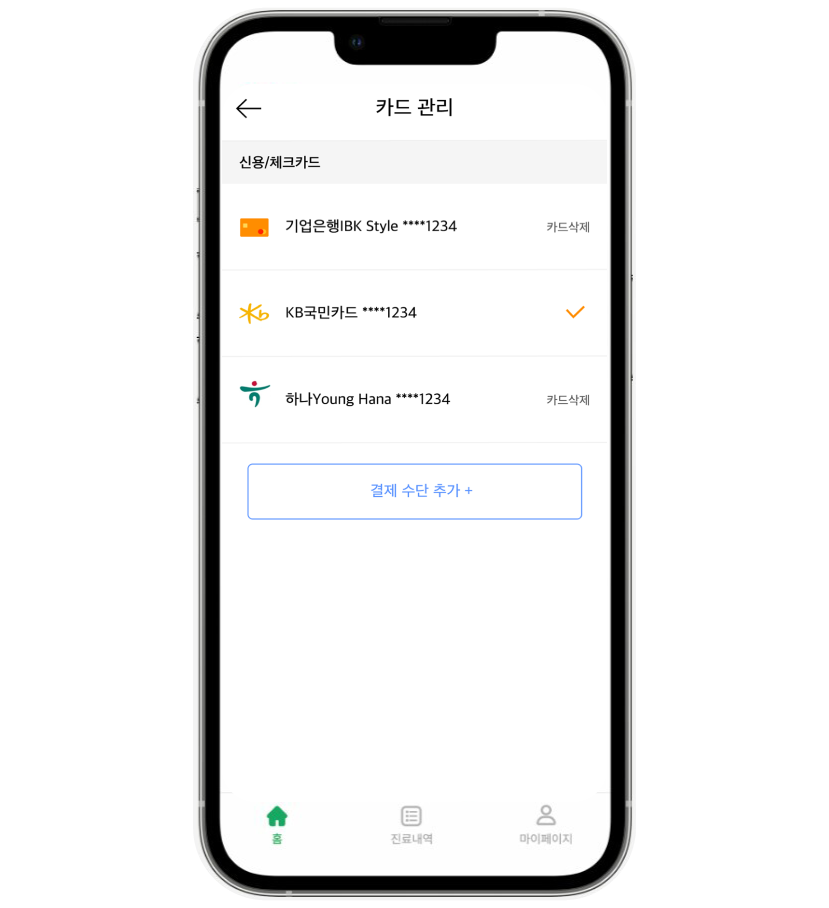 카드 관리
신용/체크카드
기업은행IBK Style ****1234
카드삭제
KB국민카드 ****1234
하나Young Hana ****1234
카드삭제
결제 수단 추가 +
홈
진료내역
마이페이지